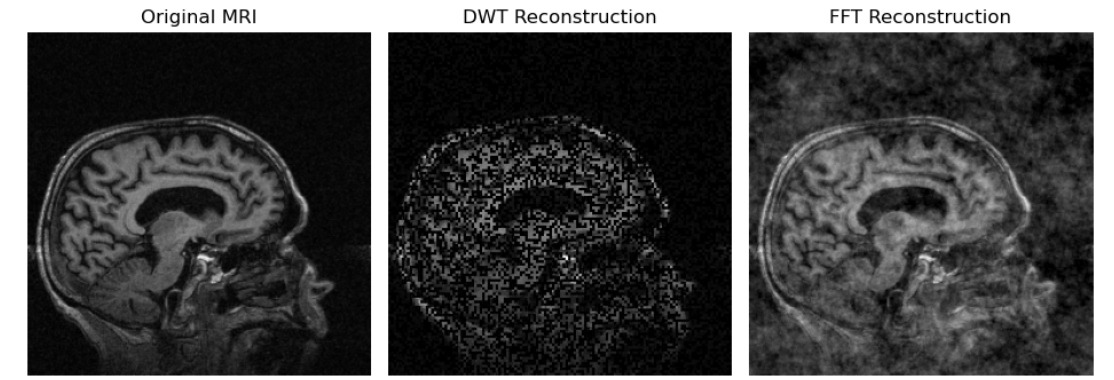 Original MRI
DWT Reconstruction
FFT Reconstruction